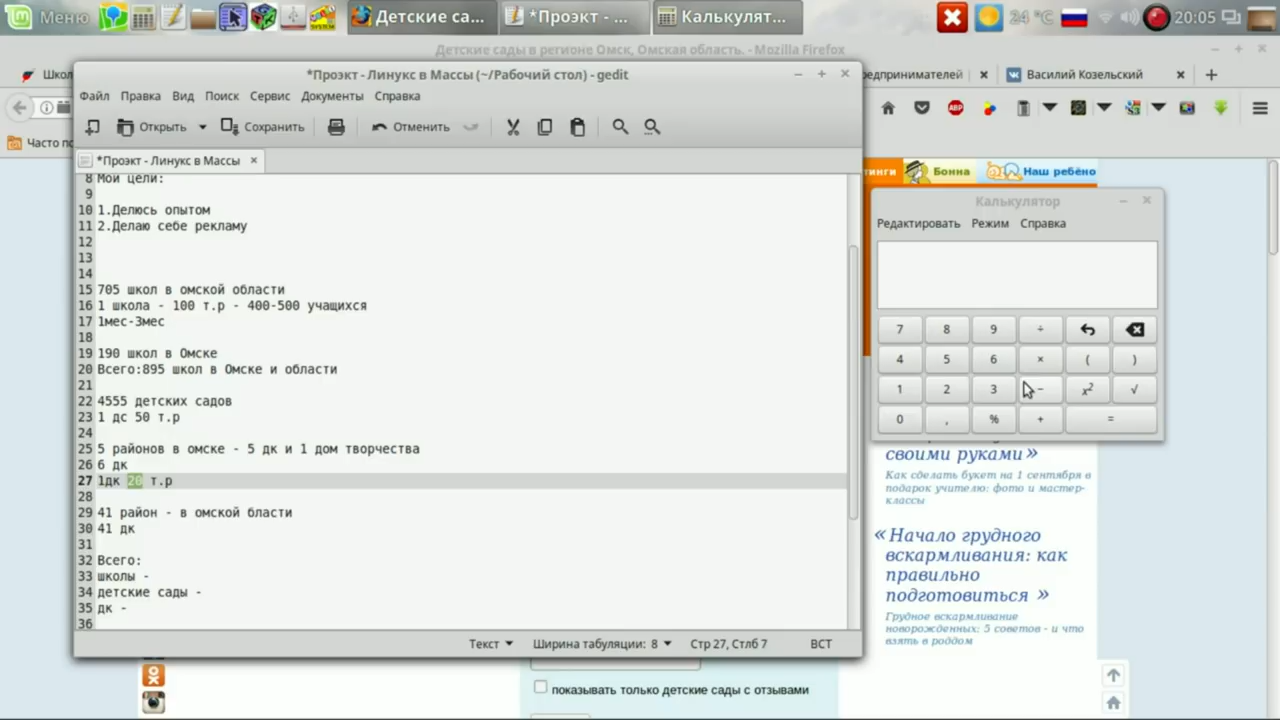 Меню
Детские са...
*Проэкт - ...
Калькулят...
24 °C
20:05
Детские сады в регионе Омск, Омская область. - Mozilla Firefox
Школ
редпринимателей
Василий Козельский
Часто по
*Проэкт - Линукс в Массы (~/Рабочий стол) - gedit
Файл Правка Вид Поиск Сервис Документы Справка
Открыть Сохранить Отменить
*Проэкт - Линукс в Массы
8 Мои цели:
9
10 1.Делюсь опытом
11 2.Делаю себе рекламу
12
13
14
15 705 школ в омской области
16 1 школа - 100 т.р - 400-500 учащихся
17 1мес-3мес
18
19 190 школ в Омске
20 Всего:895 школ в Омске и области
21
22 4555 детских садов
23 1 дс 50 т.р
24
25 5 районов в омске - 5 дк и 1 дом творчества
26 6 дк
27 1дк 20 т.р
28
29 41 район - в омской бласти
30 41 дк
31
32 Всего:
33 школы -
34 детские сады -
35 дк -
36
Текст Ширина табуляции: 8 Стр 27, Стлб 7 ВСТ
тинги Бонна Наш ребёно
Калькулятор
Редактировать Режим Справка
7 8 9 ÷
4 5 6 × ( )
1 2 3 − x² √
0 , % + =
своими руками»
Как сделать букет на 1 сентября в
подарок учителю: фото и мастер-
классы
«Начало грудного
вскармливания: как
правильно
подготовиться »
Грудное вскармливание
новорожденных: 5 советов - и что
взять в роддом
показывать только детские сады с отзывами